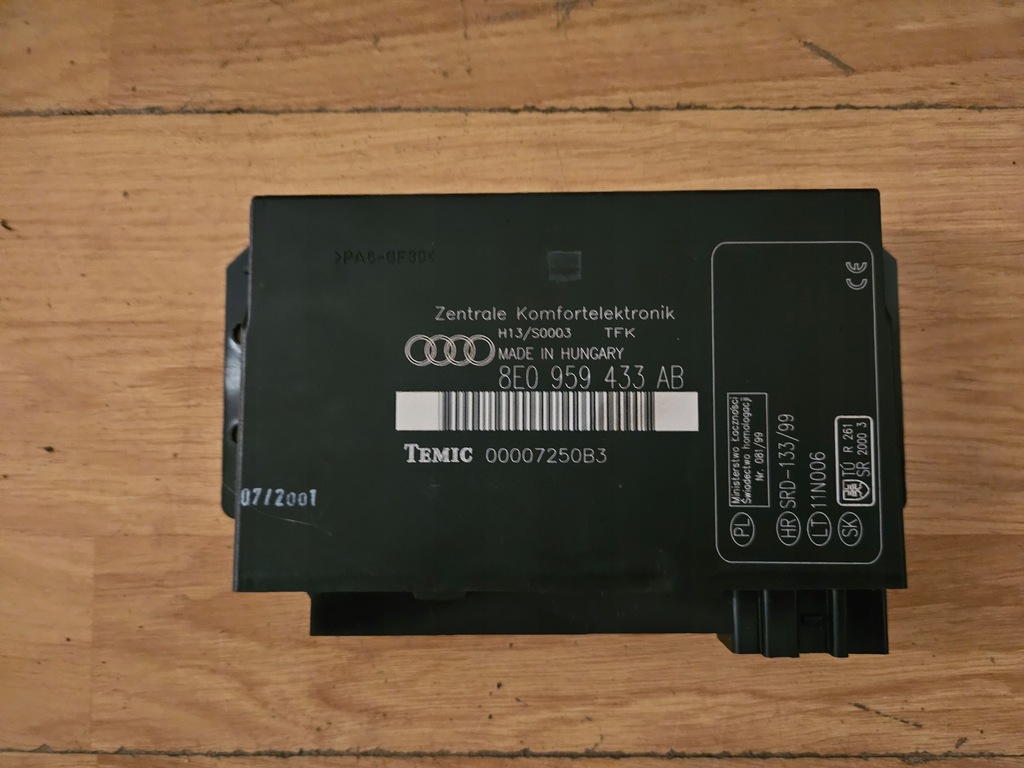 >PA6-GF30<
Zentrale Komfortelektronik
H13/S0003 TFK
MADE IN HUNGARY
8E0 959 433 AB
TEMIC 00007250B3
07/2001
CE
PL
Ministerstwo Łączności
Świadectwo homologacji
Nr. 081/99
HR SRD-133/99
LT 11N006
SK
TÚ R 261
SR 2000 3